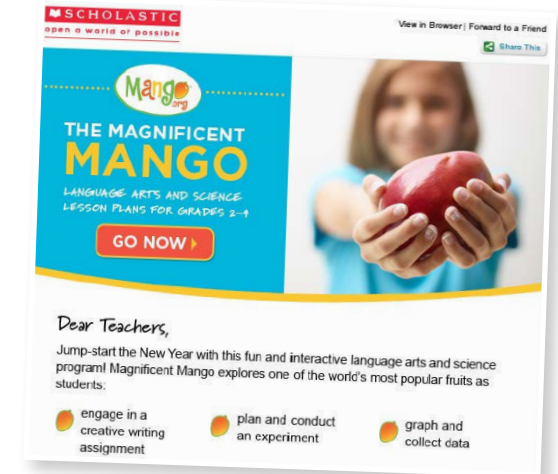 SCHOLASTIC
open a world of possible
View in Browser | Forward to a Friend
Share This
Mango.org
THE MAGNIFICENT
MANGO
LANGUAGE ARTS AND SCIENCE
LESSON PLANS FOR GRADES 2-4
GO NOW
Dear Teachers,
Jump-start the New Year with this fun and interactive language arts and science
program! Magnificent Mango explores one of the world's most popular fruits as
students:
engage in a
creative writing
assignment
plan and conduct
an experiment
graph and
collect data